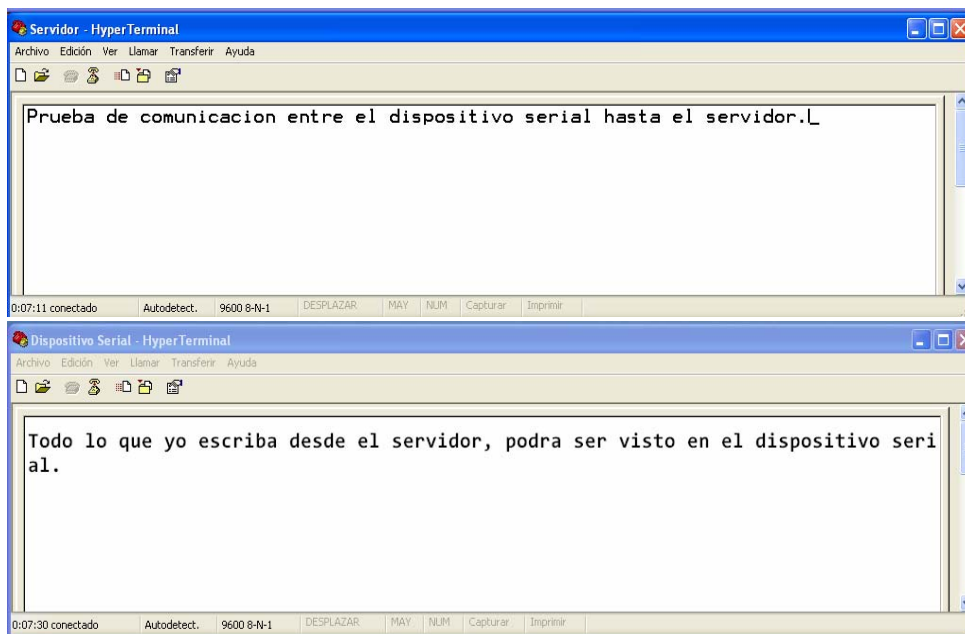 Servidor - HyperTerminal
Archivo Edición Ver Llamar Transferir Ayuda
Prueba de comunicacion entre el dispositivo serial hasta el servidor.
0:07:11 conectado Autodetect. 9600 8-N-1 DESPLAZAR MAY NUM Capturar Imprimir
Dispositivo Serial - HyperTerminal
Archivo Edición Ver Llamar Transferir Ayuda
Todo lo que yo escriba desde el servidor, podra ser visto en el dispositivo seri
al.
0:07:30 conectado Autodetect. 9600 8-N-1 DESPLAZAR MAY NUM Capturar Imprimir